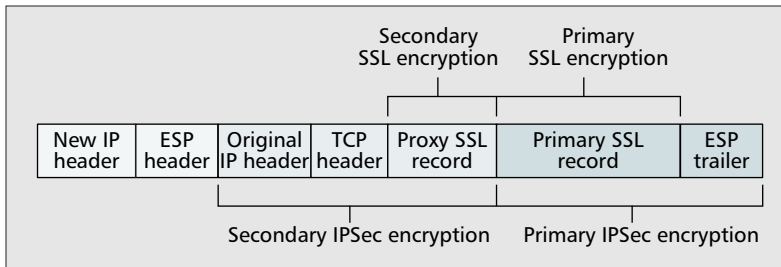 Secondary
SSL encryption
Primary
SSL encryption
New IP
header
ESP
header
Original
IP header
TCP
header
Proxy SSL
record
Primary SSL
record
ESP
trailer
Secondary IPSec encryption
Primary IPSec encryption